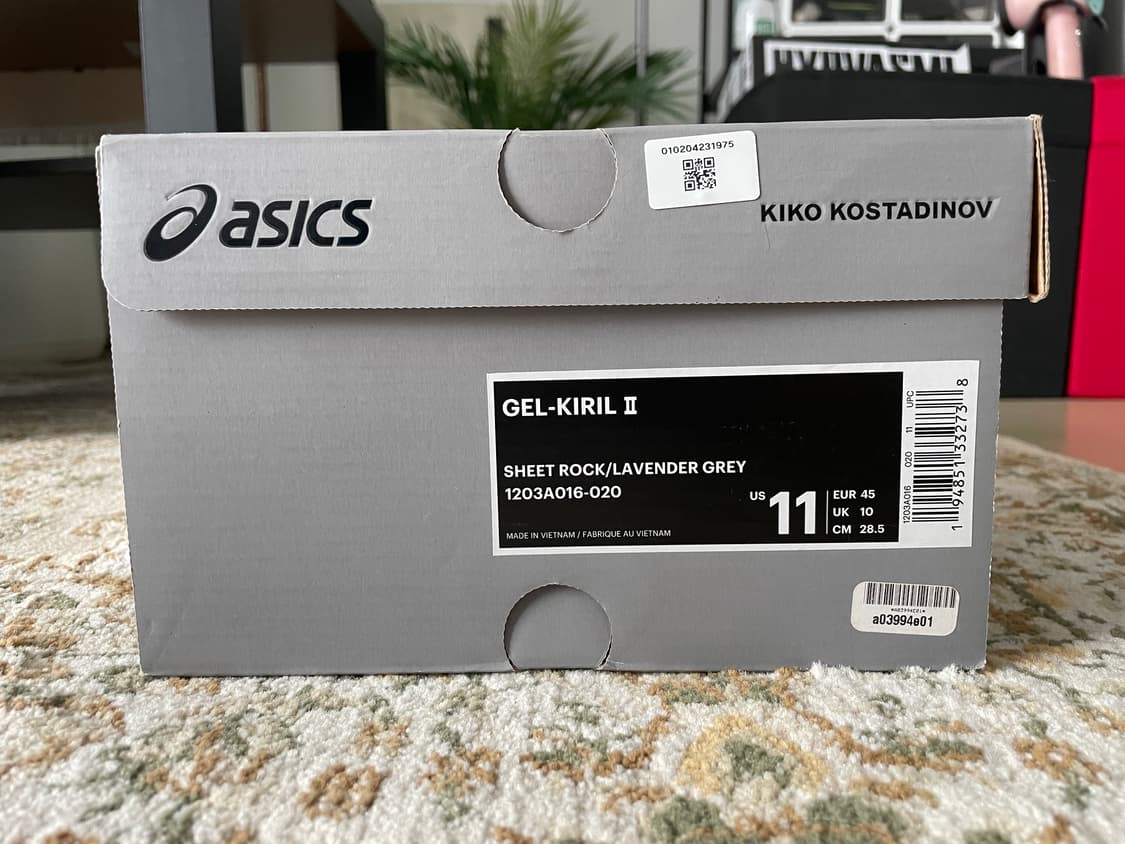 010204231975
asics
KIKO KOSTADINOV
GEL-KIRIL II
SHEET ROCK/LAVENDER GREY
1203A016-020
US 11
EUR 45
UK 10
CM 28.5
MADE IN VIETNAM / FABRIQUE AU VIETNAM
1203A016 020 11 UPC
1 94851 33273 8
a03994e01